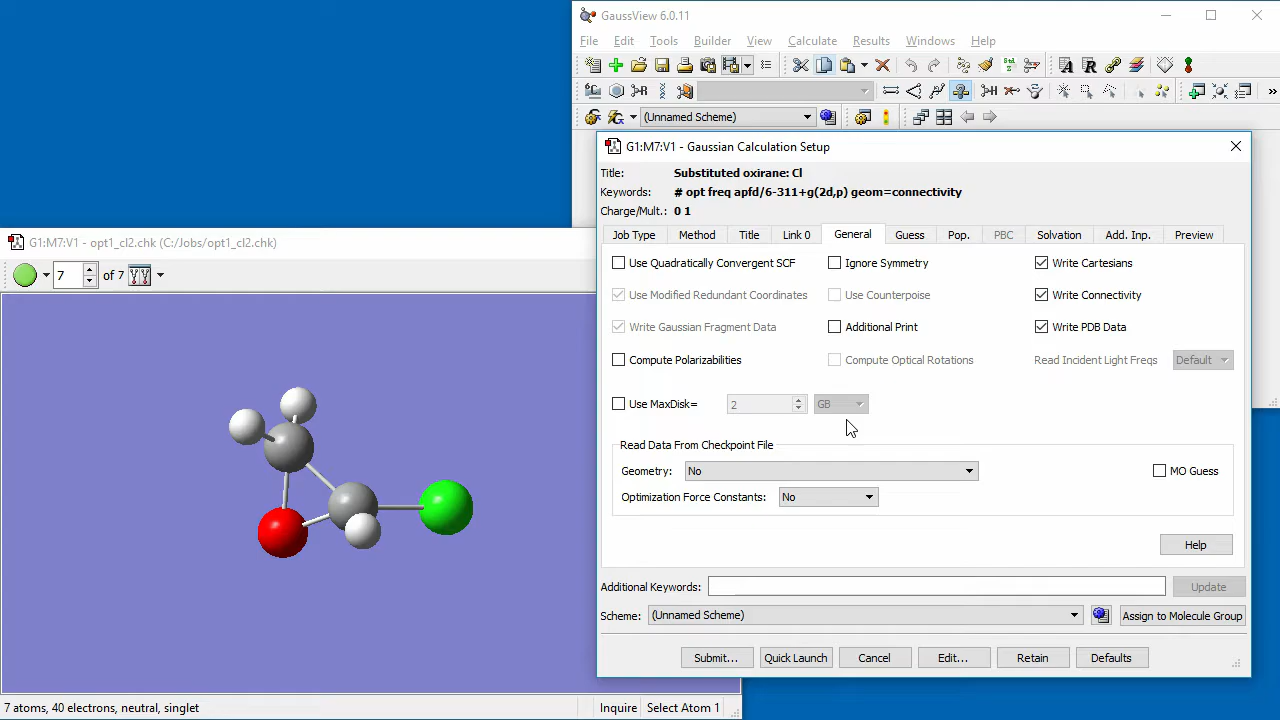 GaussView 6.0.11
File Edit Tools Builder View Calculate Results Windows Help
(Unnamed Scheme)
G1:M7:V1 - Gaussian Calculation Setup
Title: Substituted oxirane: Cl
Keywords: # opt freq apfd/6-311+g(2d,p) geom=connectivity
Charge/Mult.: 0 1
Job Type Method Title Link 0 General Guess Pop. PBC Solvation Add. Inp. Preview
Use Quadratically Convergent SCF Ignore Symmetry Write Cartesians
Use Modified Redundant Coordinates Use Counterpoise Write Connectivity
Write Gaussian Fragment Data Additional Print Write PDB Data
Compute Polarizabilities Compute Optical Rotations Read Incident Light Freqs Default
Use MaxDisk= 2 GB
Read Data From Checkpoint File
Geometry: No MO Guess
Optimization Force Constants: No
Help
Additional Keywords: Update
Scheme: (Unnamed Scheme) Assign to Molecule Group
Submit... Quick Launch Cancel Edit... Retain Defaults
G1:M7:V1 - opt1_cl2.chk (C:/Jobs/opt1_cl2.chk)
7 of 7
7 atoms, 40 electrons, neutral, singlet Inquire Select Atom 1